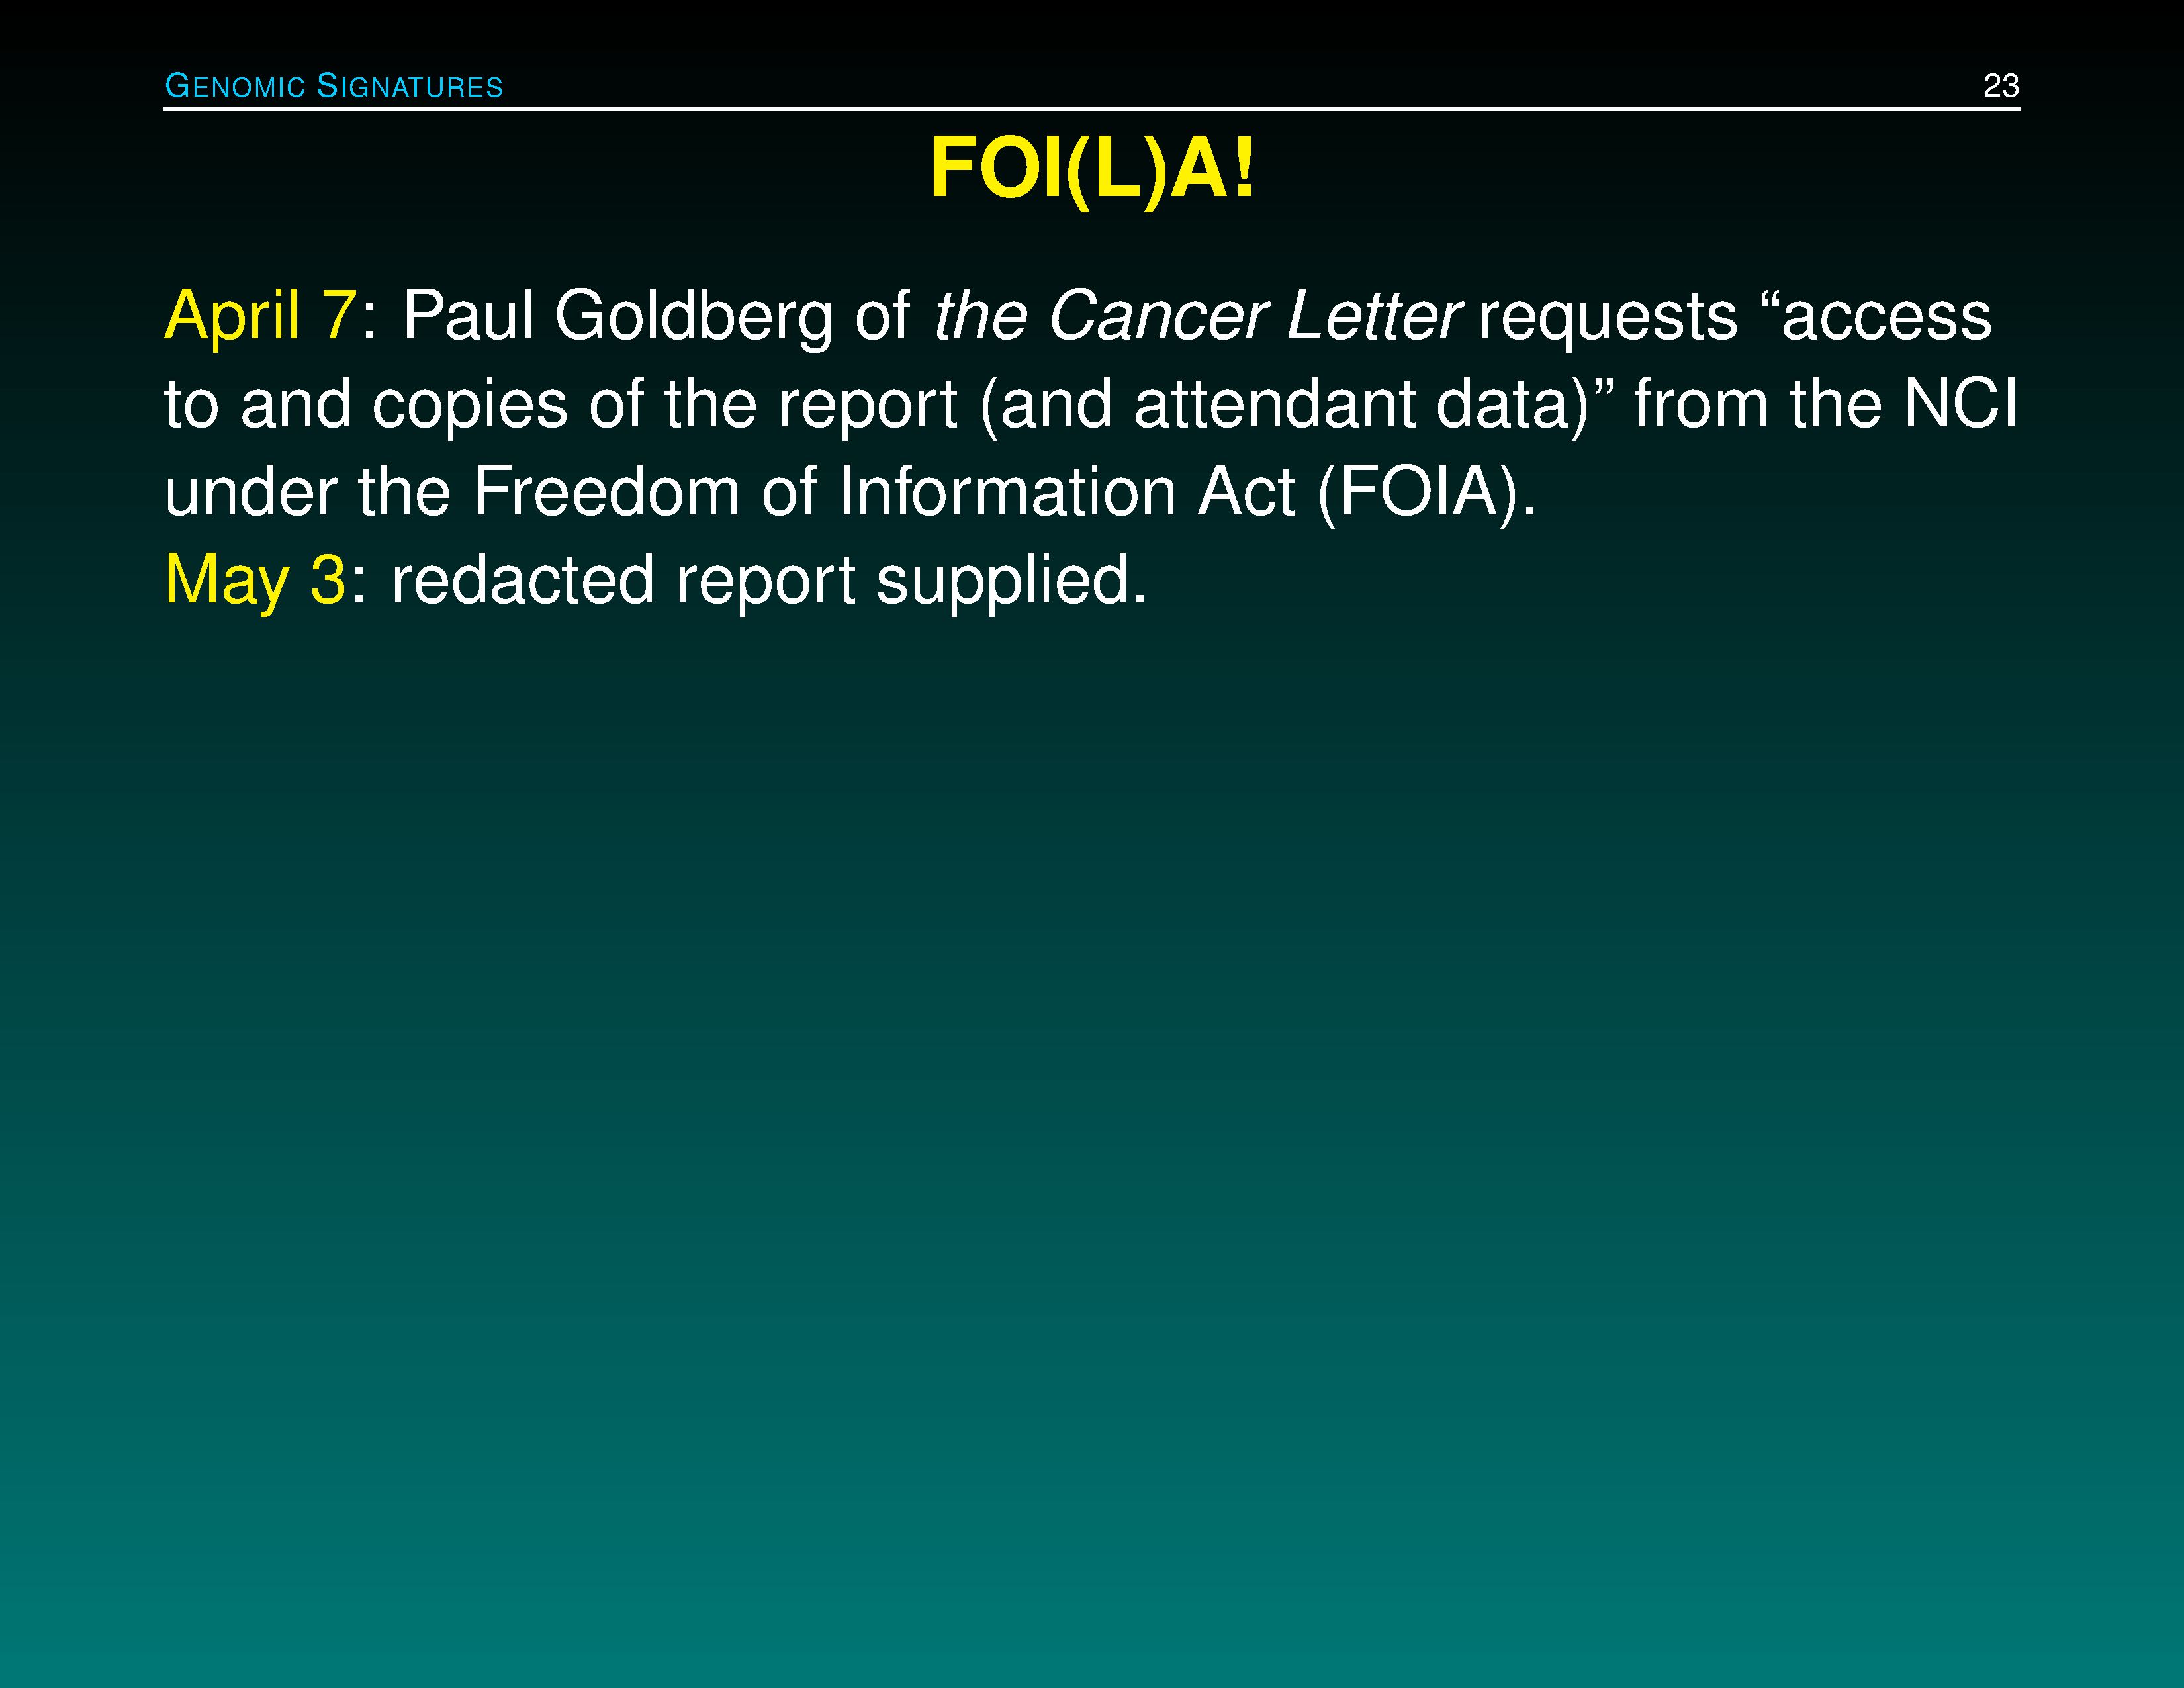 GENOMIC SIGNATURES 23
FOI(L)A!
April 7: Paul Goldberg of the Cancer Letter requests “access
to and copies of the report (and attendant data)” from the NCI
under the Freedom of Information Act (FOIA).
May 3: redacted report supplied.